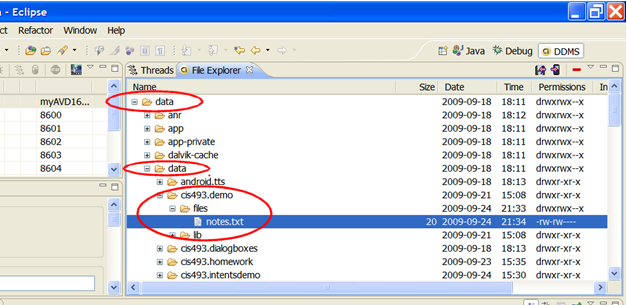 a - Eclipse
ct Refactor Window Help
Java Debug DDMS
Threads File Explorer
Name Size Date Time Permissions In
data 2009-09-18 18:11 drwxrwx--x
anr 2009-09-18 18:12 drwxrwx--x
app 2009-09-18 18:11 drwxrwx--x
app-private 2009-09-18 18:11 drwxrwx--x
dalvik-cache 2009-09-18 18:11 drwxrwx--x
data 2009-09-18 18:11 drwxrwx--x
android.tts 2009-09-18 18:13 drwxr-xr-x
cis493.demo 2009-09-21 15:08 drwxr-xr-x
files 2009-09-24 21:33 drwxrwx--x
notes.txt 20 2009-09-24 21:34 -rw-rw----
lib 2009-09-21 15:08 drwxr-xr-x
cis493.dialogboxes 2009-09-18 18:13 drwxr-xr-x
cis493.homework 2009-09-23 15:35 drwxr-xr-x
cis493.intentsdemo 2009-09-24 15:30 drwxr-xr-x
myAVD16...
8600
8601
8602
8603
8604